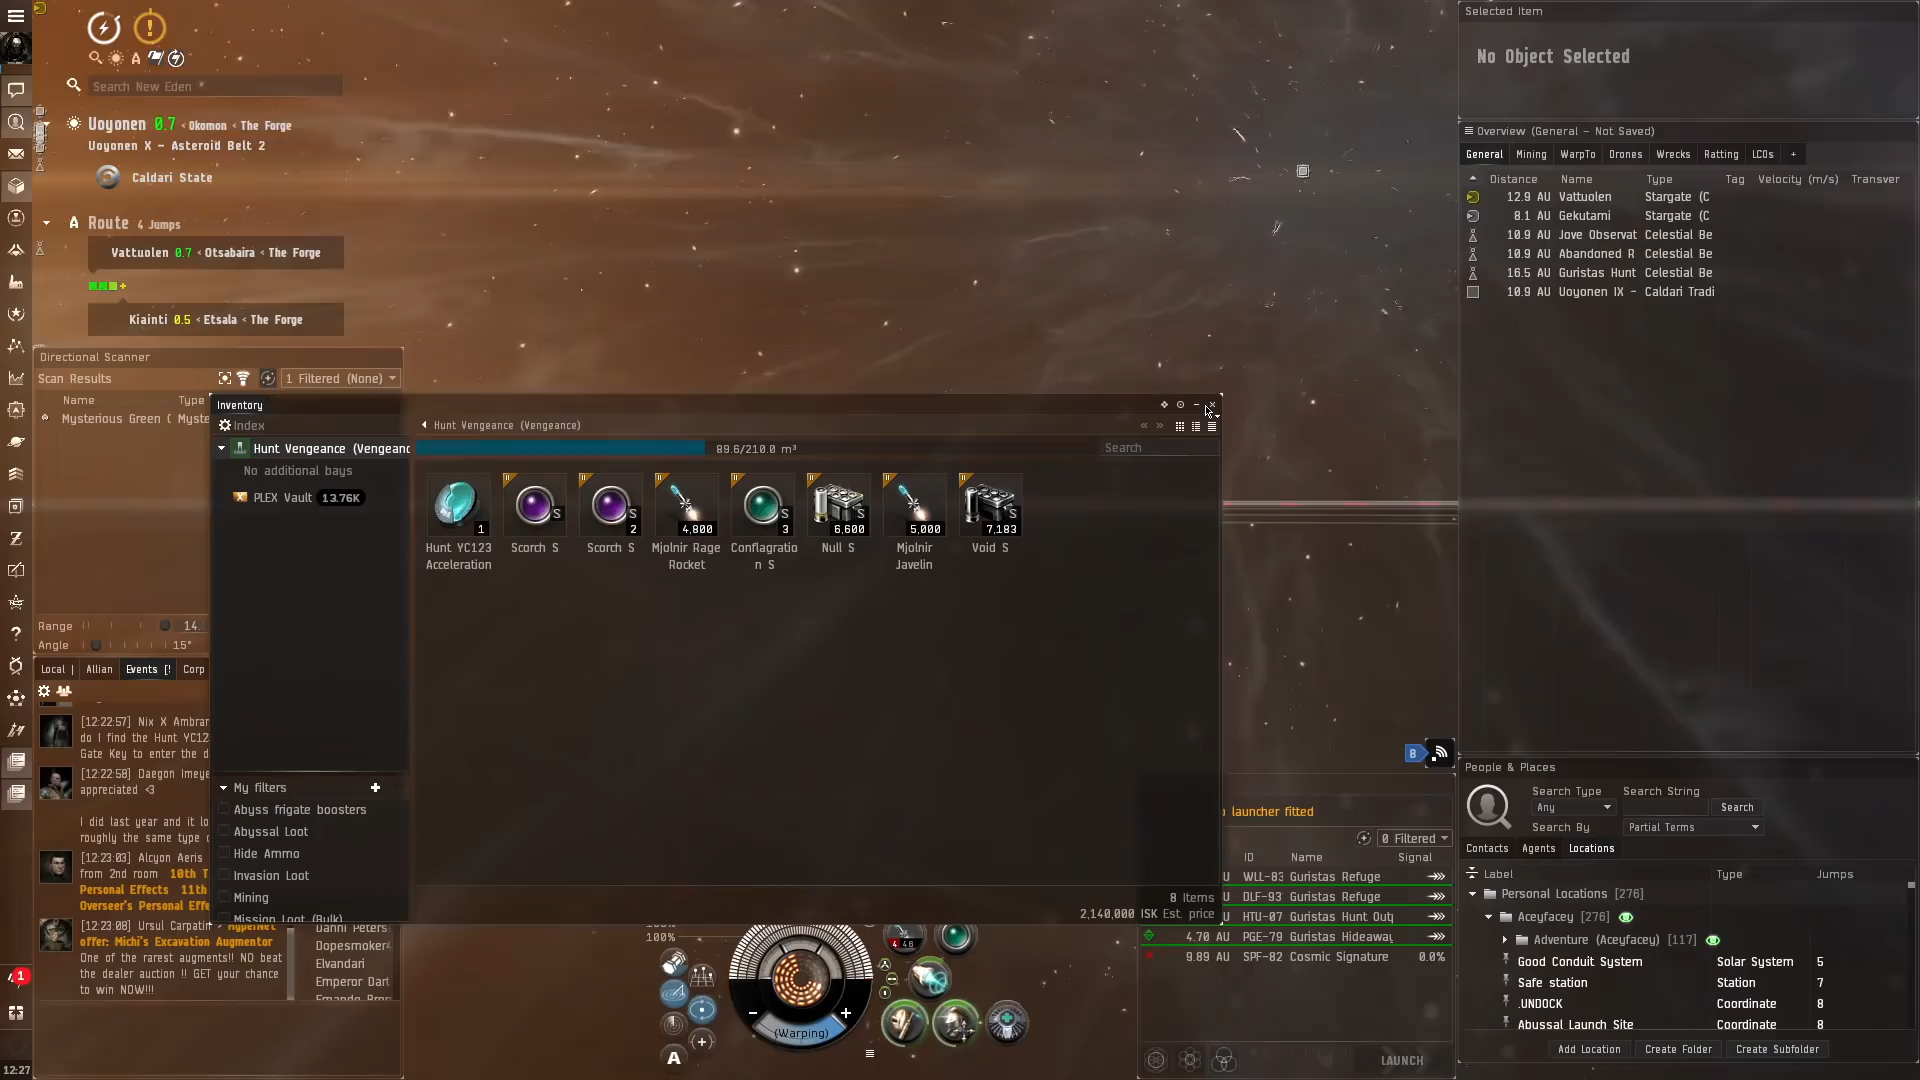 Search New Eden *
Uoyonen 0.7 < Okomon < The Forge
Uoyonen X - Asteroid Belt 2
Caldari State
Route 4 Jumps
Vattuolen 0.7 < Otsabaira < The Forge
Kiainti 0.5 < Etsala < The Forge
Directional Scanner
Scan Results
1 Filtered (None)
Name Type
Mysterious Green ( Myste
Range 14.
Angle 15°
Local Allian Events [ Corp
[12:22:57] Nix X Ambran
do I find the Hunt YC12
Gate Key to enter the d
[12:22:58] Daegon Imeye
appreciated <3
I did last year and it lo
roughly the same type o
[12:23:03] Alcyon Aeris
from 2nd room 10th T
Personal Effects 11th
Overseer's Personal Effe
[12:23:08] Ursul Carpatin > HyperNet
offer: Michi's Excavation Augmentor
One of the rarest augments!! NO beat
the dealer auction !! GET your chance
to win NOW!!!
Danni Peters
Dopesmoker
Elvandari
Emperor Dart
1
12:27
Inventory
Index
Hunt Vengeance (Vengeanc
No additional bays
PLEX Vault 13.76K
My filters
Abyss frigate boosters
Abyssal Loot
Hide Ammo
Invasion Loot
Mining
Mission Loot (Bulk)
Hunt Vengeance (Vengeance)
89.6/210.0 m³
Search
1
Hunt YC123
Acceleration
S
Scorch S
S
2
Scorch S
4,800
Mjolnir Rage
Rocket
S
3
Conflagratio
n S
S
6,600
Null S
5,000
Mjolnir
Javelin
S
7,183
Void S
8 Items
2,140,000 ISK Est. price
100%
(Warping)
A
4 48
8
launcher fitted
0 Filtered
ID Name Signal
WLL-83 Guristas Refuge
DLF-93 Guristas Refuge
HTU-07 Guristas Hunt Out
4.70 AU PGE-79 Guristas Hideaway
9.89 AU SPF-82 Cosmic Signature 0.0%
LAUNCH
Selected Item
No Object Selected
Overview (General - Not Saved)
General Mining WarpTo Drones Wrecks Ratting LCOs +
Distance Name Type Tag Velocity (m/s) Transver
12.9 AU Vattuolen Stargate (C
8.1 AU Gekutami Stargate (C
10.9 AU Jove Observat Celestial Be
10.9 AU Abandoned R Celestial Be
16.5 AU Guristas Hunt Celestial Be
10.9 AU Uoyonen IX - Caldari Tradi
People & Places
Search Type Search String
Any Search
Search By Partial Terms
Contacts Agents Locations
Label Type Jumps
Personal Locations [276]
Aceyfacey [276]
Adventure (Aceyfacey) [117]
Good Conduit System Solar System 5
Safe station Station 7
.UNDOCK Coordinate 8
Abyssal Launch Site Coordinate 8
Add Location Create Folder Create Subfolder